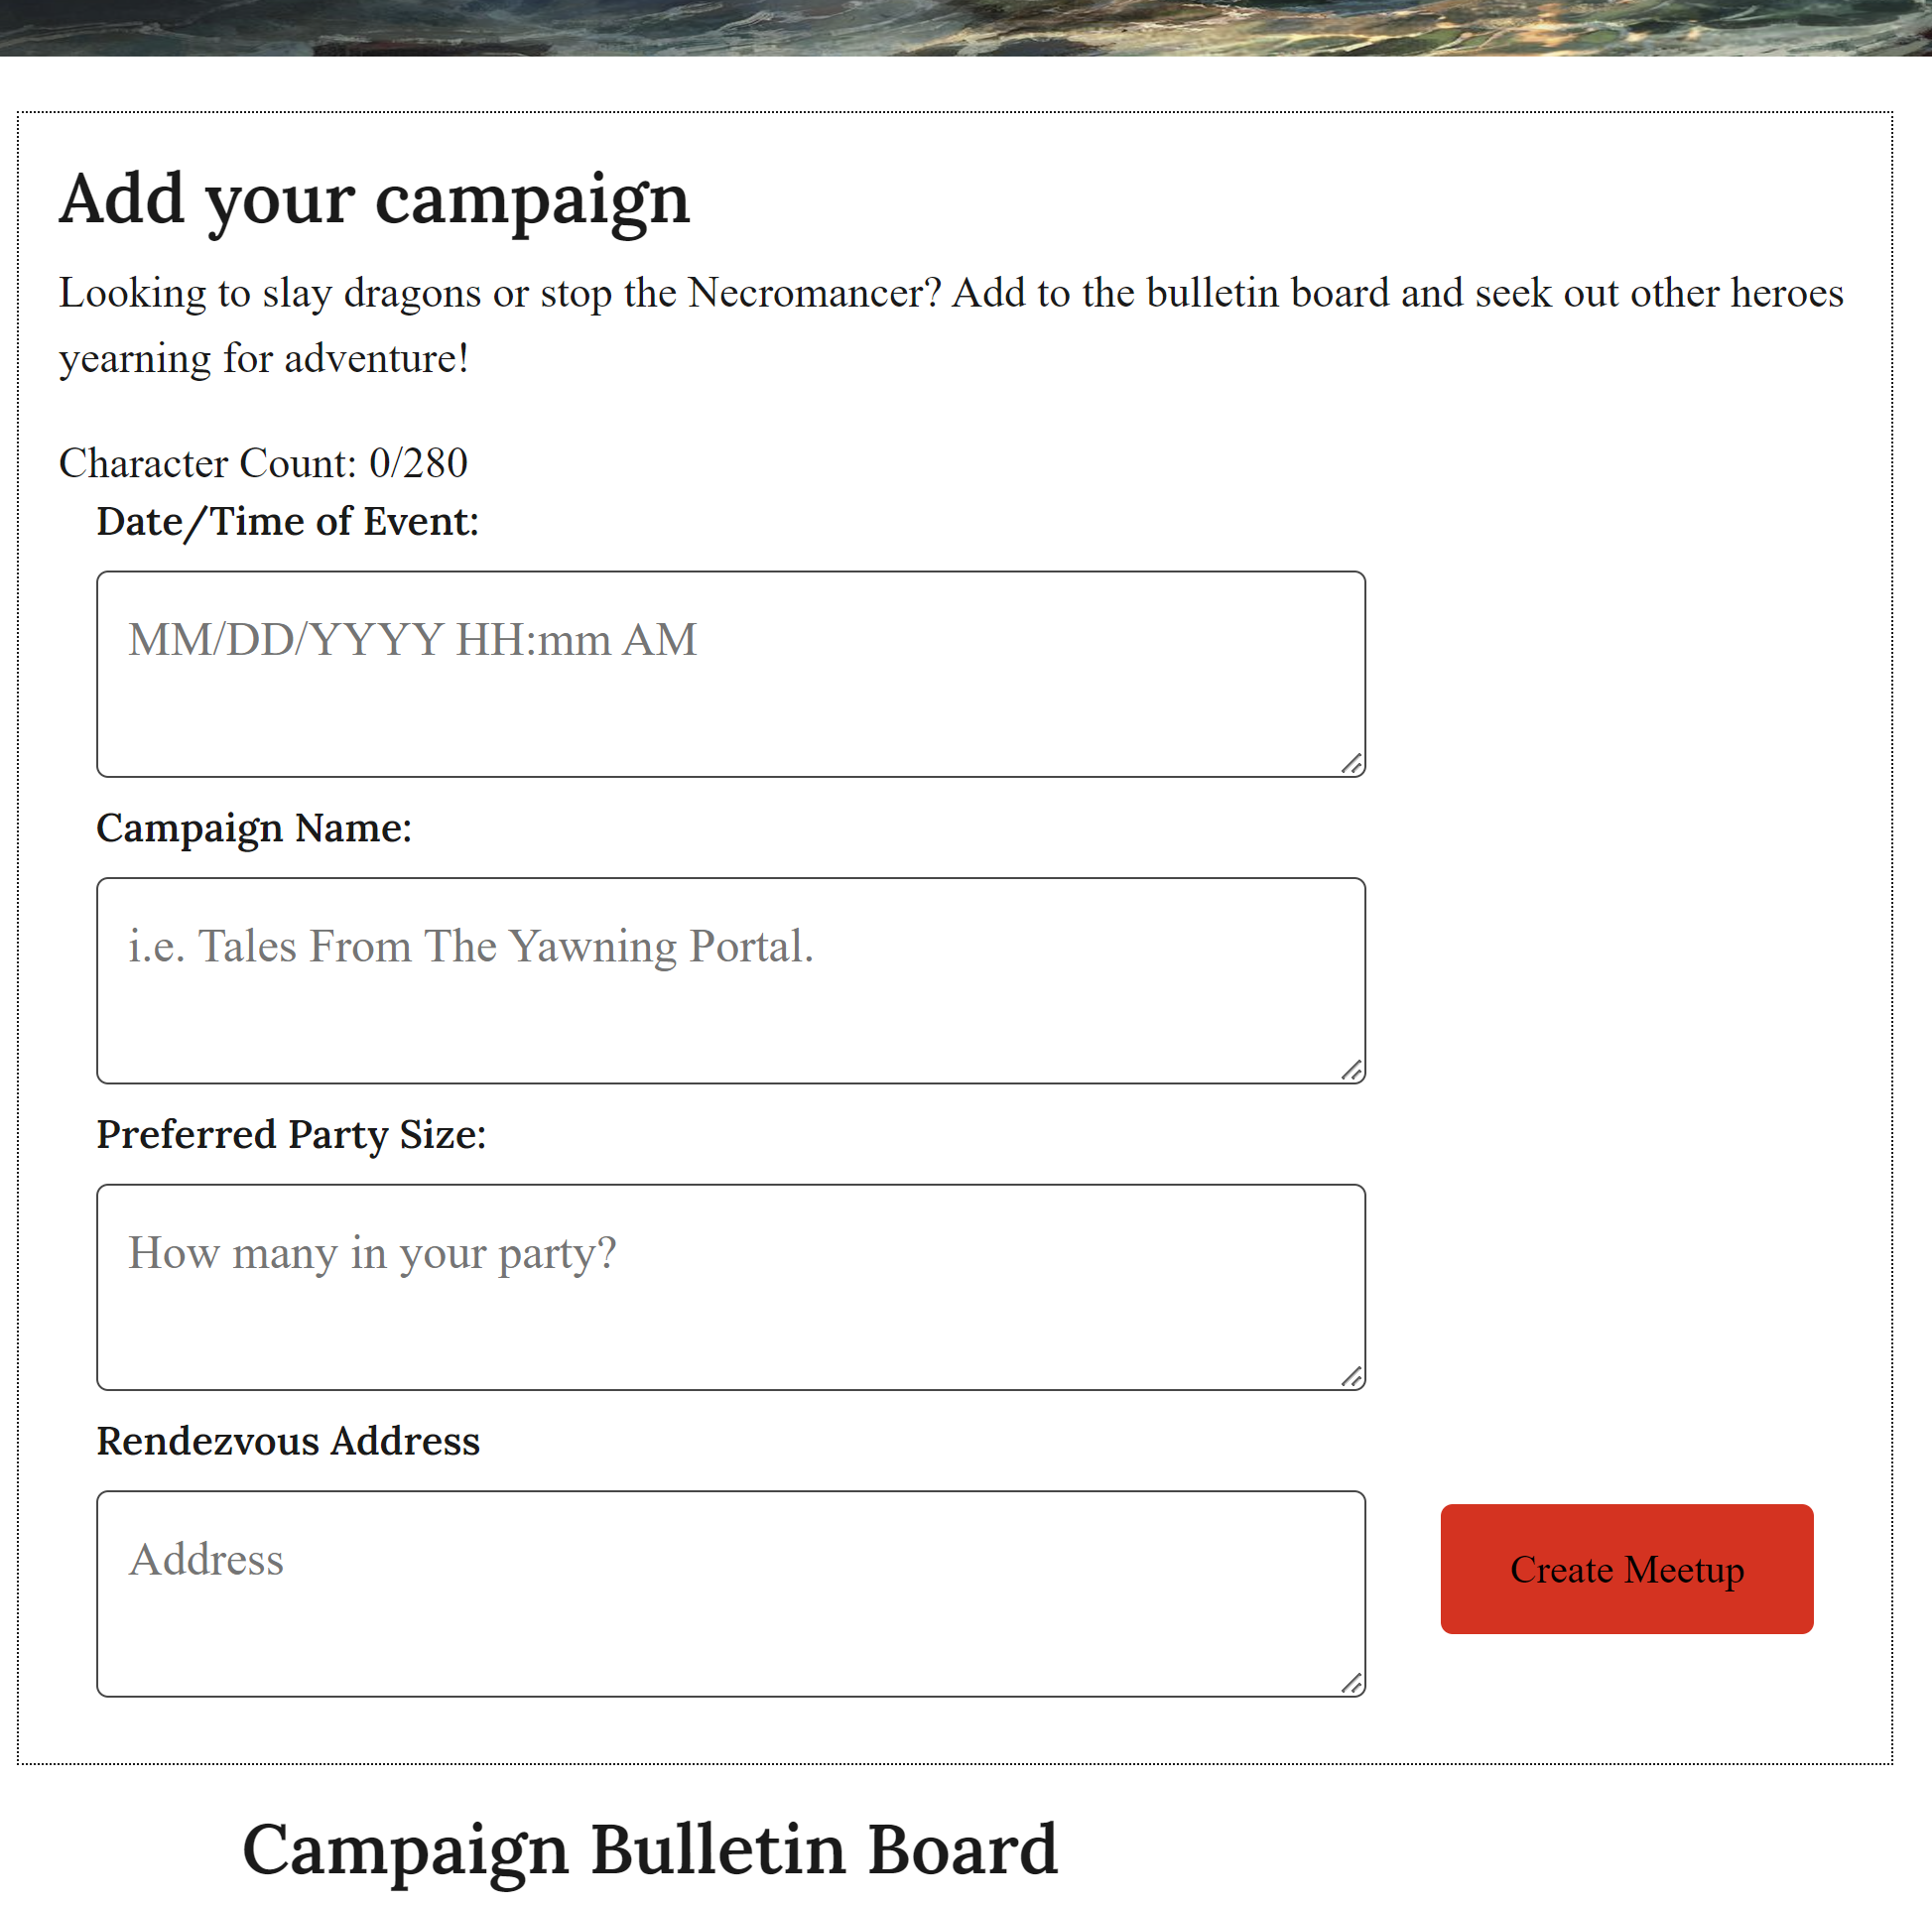 Add your campaign
Looking to slay dragons or stop the Necromancer? Add to the bulletin board and seek out other heroes
yearning for adventure!
Character Count: 0/280
Date/Time of Event:
MM/DD/YYYY HH:mm AM
Campaign Name:
i.e. Tales From The Yawning Portal.
Preferred Party Size:
How many in your party?
Rendezvous Address
Address
Create Meetup
Campaign Bulletin Board